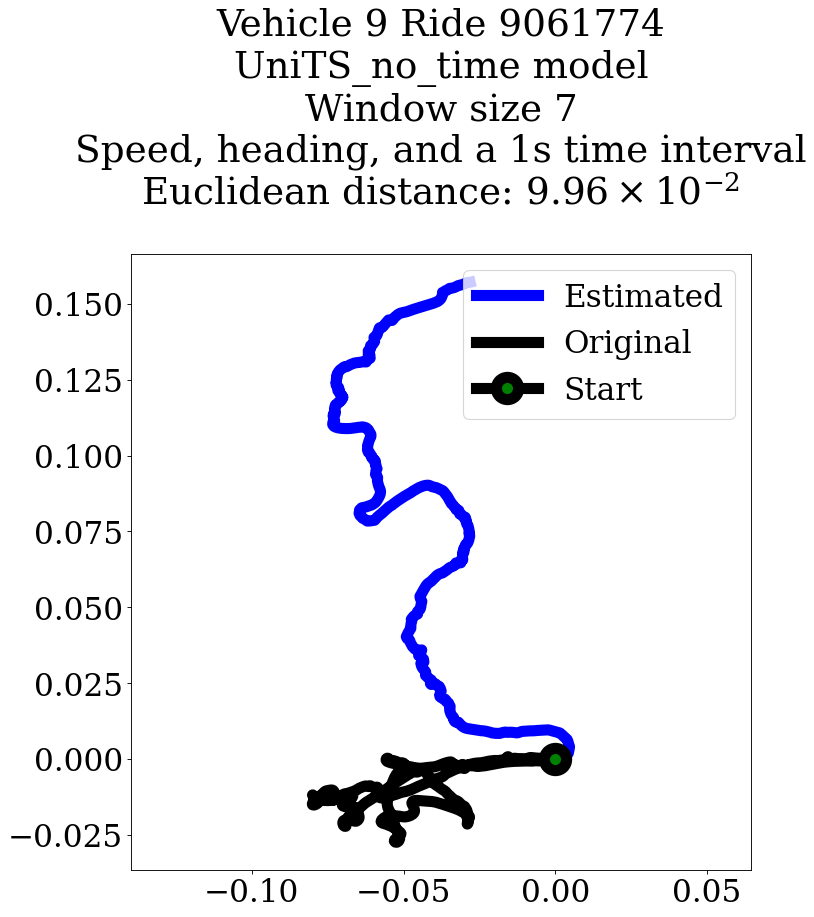 Vehicle 9 Ride 9061774
UniTS_no_time model
Window size 7
Speed, heading, and a 1s time interval
Euclidean distance: 9.96 × 10⁻²
Estimated
Original
Start
0.150
0.125
0.100
0.075
0.050
0.025
0.000
−0.025
−0.10
−0.05
0.00
0.05